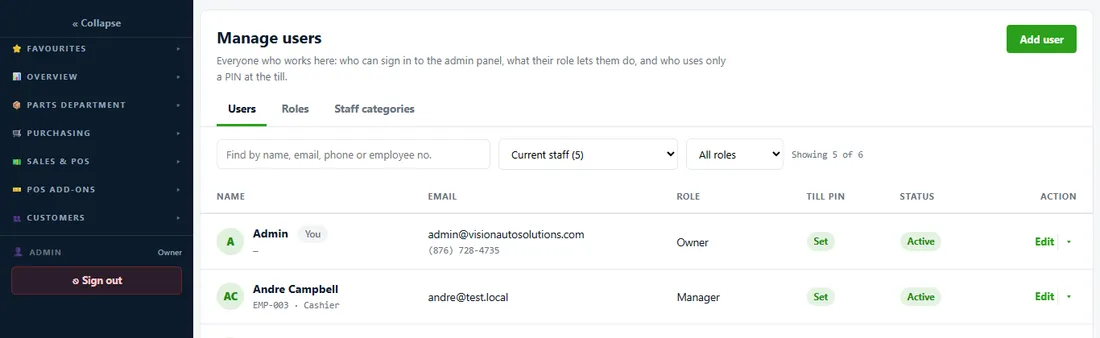 « Collapse
FAVOURITES
OVERVIEW
PARTS DEPARTMENT
PURCHASING
SALES & POS
POS ADD-ONS
CUSTOMERS
ADMIN Owner
Sign out
Manage users
Add user
Everyone who works here: who can sign in to the admin panel, what their role lets them do, and who uses only
a PIN at the till.
Users Roles Staff categories
Find by name, email, phone or employee no. Current staff (5) All roles Showing 5 of 6
NAME EMAIL ROLE TILL PIN STATUS ACTION
A Admin You admin@visionautosolutions.com Owner Set Active Edit
— (876) 728-4735
AC Andre Campbell andre@test.local Manager Set Active Edit
EMP-003 · Cashier